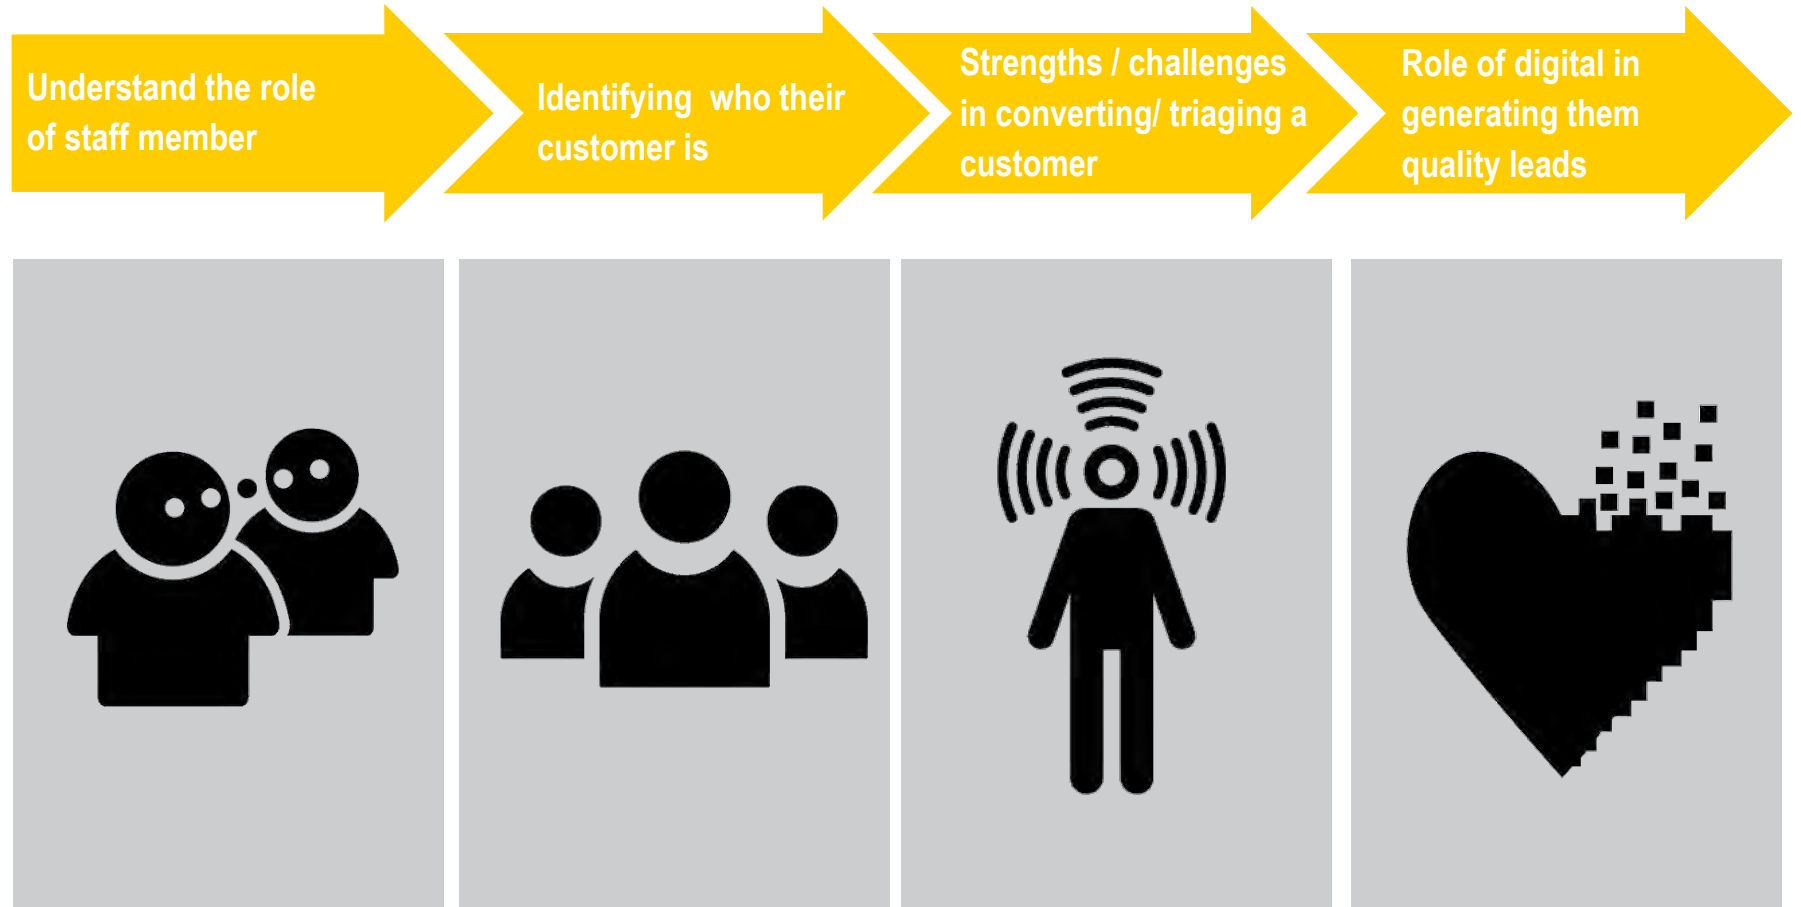 Understand the role
of staff member
Identifying  who their
customer is
Strengths / challenges
in converting/ triaging a
customer
Role of digital in
generating them
quality leads